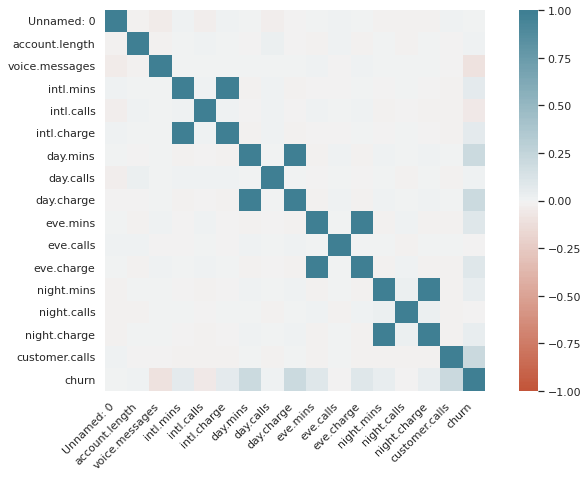 Unnamed: 0
account.length
voice.messages
intl.mins
intl.calls
intl.charge
day.mins
day.calls
day.charge
eve.mins
eve.calls
eve.charge
night.mins
night.calls
night.charge
customer.calls
churn
Unnamed: 0
account.length
voice.messages
intl.mins
intl.calls
intl.charge
day.mins
day.calls
day.charge
eve.mins
eve.calls
eve.charge
night.mins
night.calls
night.charge
customer.calls
churn
1.00
0.75
0.50
0.25
0.00
−0.25
−0.50
−0.75
−1.00